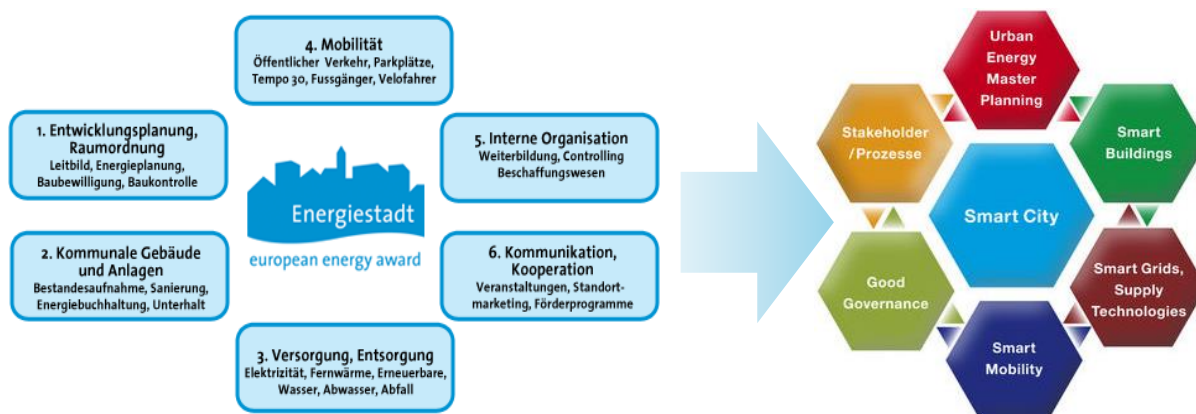 4. Mobilität
Öffentlicher Verkehr, Parkplätze,
Tempo 30, Fussgänger, Velofahrer
1. Entwicklungsplanung,
Raumordnung
Leitbild, Energieplanung,
Baubewilligung, Baukontrolle
5. Interne Organisation
Weiterbildung, Controlling
Beschaffungswesen
Energiestadt
european energy award
2. Kommunale Gebäude
und Anlagen
Bestandesaufnahme, Sanierung,
Energiebuchhaltung, Unterhalt
6. Kommunikation,
Kooperation
Veranstaltungen, Standort-
marketing, Förderprogramme
3. Versorgung, Entsorgung
Elektrizität, Fernwärme, Erneuerbare,
Wasser, Abwasser, Abfall
Urban
Energy
Master
Planning
Stakeholder
/Prozesse
Smart
Buildings
Smart City
Good
Governance
Smart Grids,
Supply
Technologies
Smart
Mobility